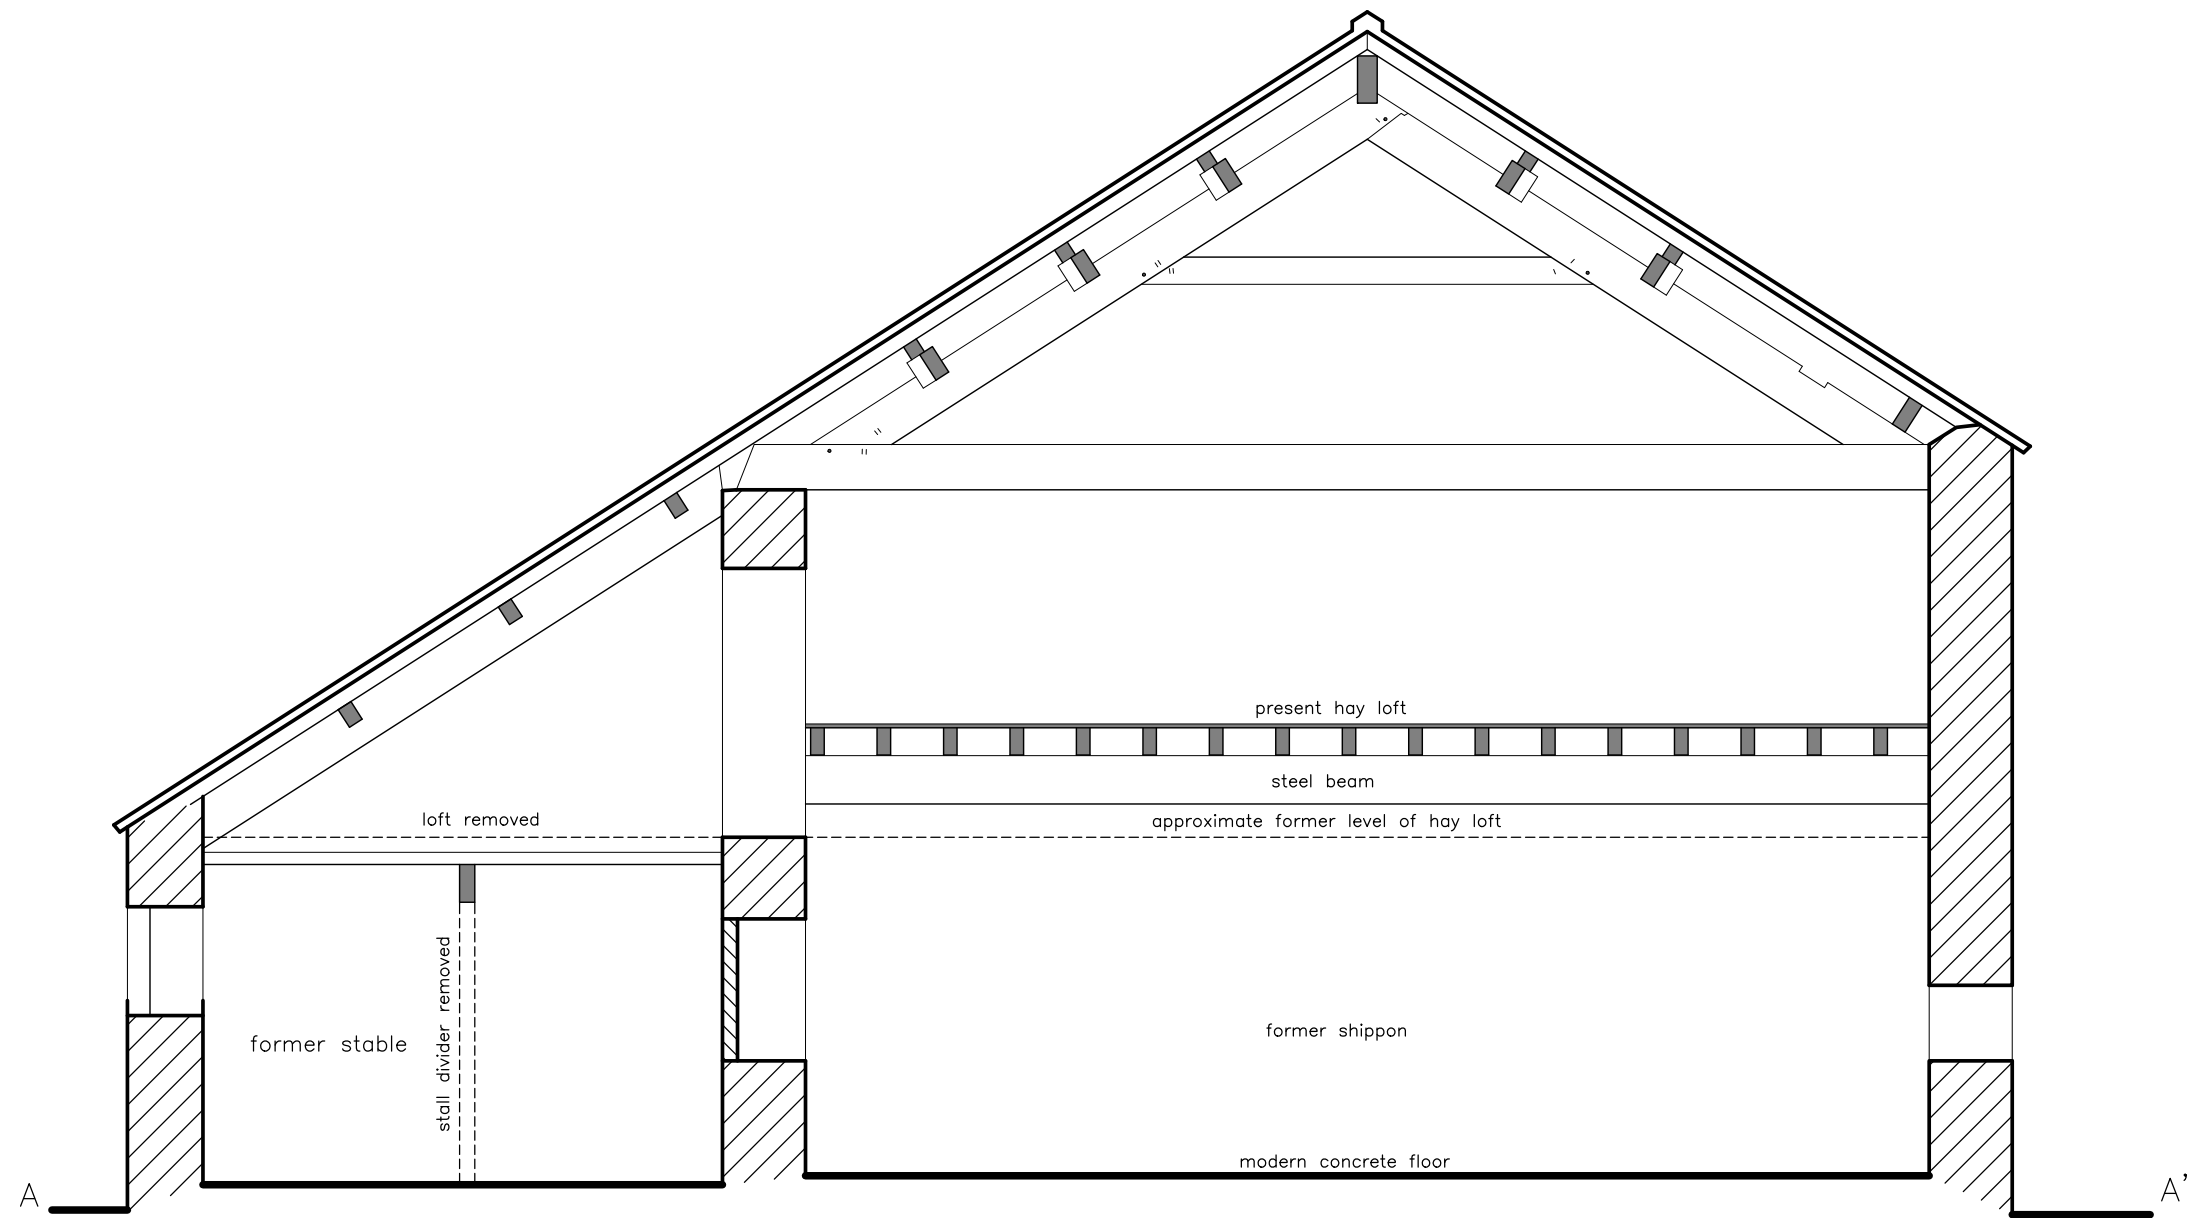 present hay loft
steel beam
loft removed
approximate former level of hay loft
stall divider removed
former stable
former shippon
modern concrete floor
A
A'